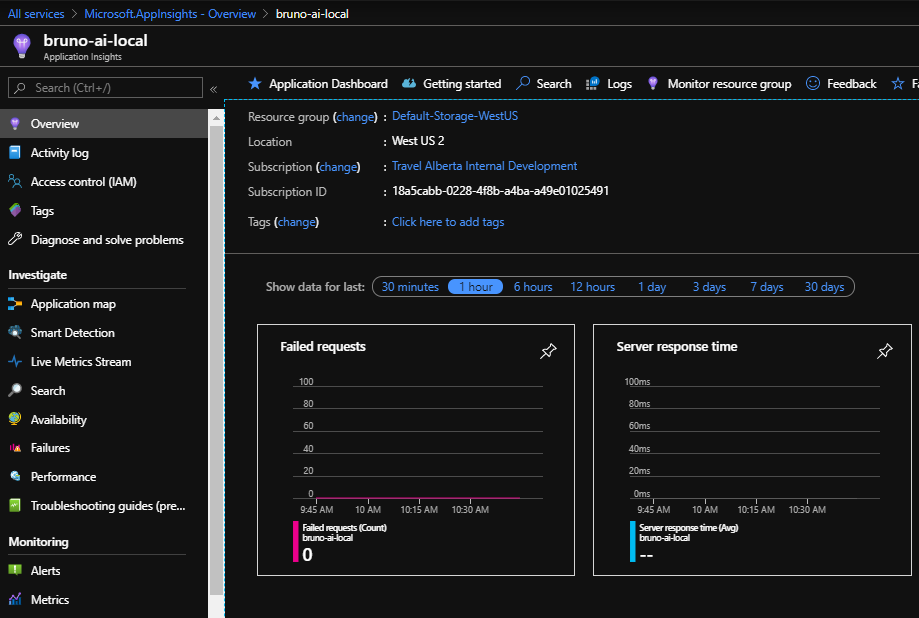 All services > Microsoft.AppInsights - Overview > bruno-ai-local
bruno-ai-local
Application Insights
Search (Ctrl+/)
«
Overview
Activity log
Access control (IAM)
Tags
Diagnose and solve problems
Investigate
Application map
Smart Detection
Live Metrics Stream
Search
Availability
Failures
Performance
Troubleshooting guides (pre...
Monitoring
Alerts
Metrics
Application Dashboard Getting started Search Logs Monitor resource group Feedback Fa
Resource group (change) : Default-Storage-WestUS
Location : West US 2
Subscription (change) : Travel Alberta Internal Development
Subscription ID : 18a5cabb-0228-4f8b-a4ba-a49e01025491
Tags (change) : Click here to add tags
Show data for last: 30 minutes 1 hour 6 hours 12 hours 1 day 3 days 7 days 30 days
Failed requests
100
80
60
40
20
0
9:45 AM 10 AM 10:15 AM 10:30 AM
Failed requests (Count)
bruno-ai-local
0
Server response time
100ms
80ms
60ms
40ms
20ms
0ms
9:45 AM 10 AM 10:15 AM 10:30 AM
Server response time (Avg)
bruno-ai-local
--